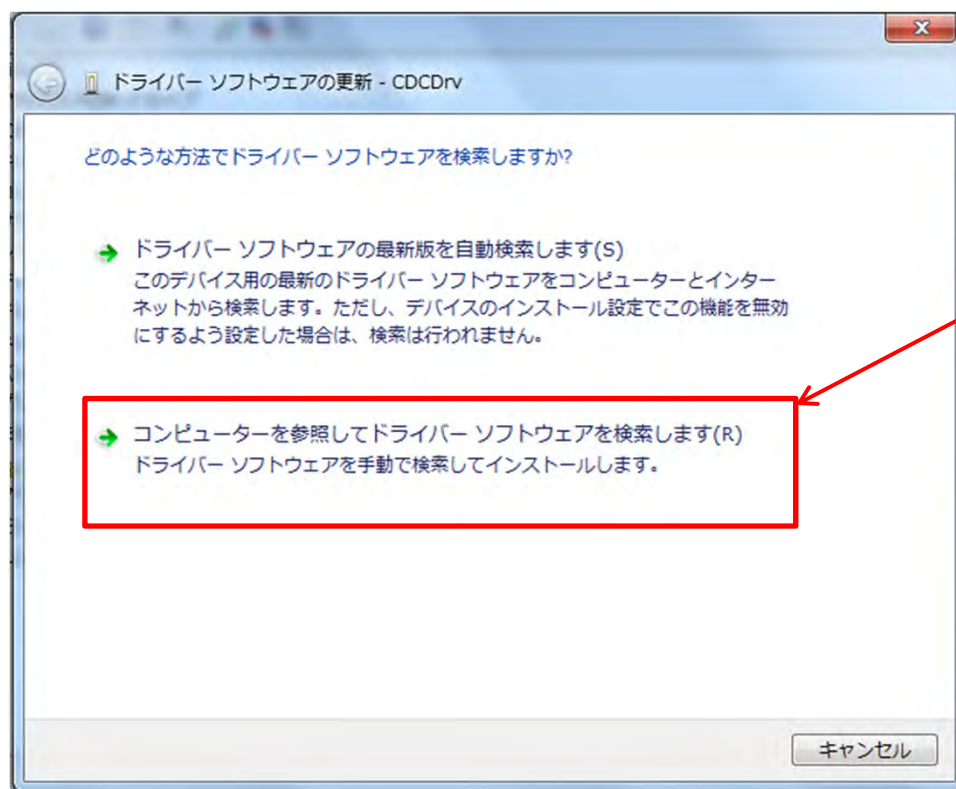 ドライバー ソフトウェアの更新 - CDCDrv
どのような方法でドライバー ソフトウェアを検索しますか?
ドライバー ソフトウェアの最新版を自動検索します(S)
このデバイス用の最新のドライバー ソフトウェアをコンピューターとインター
ネットから検索します。ただし、デバイスのインストール設定でこの機能を無効
にするよう設定した場合は、検索は行われません。
コンピューターを参照してドライバー ソフトウェアを検索します(R)
ドライバー ソフトウェアを手動で検索してインストールします。
キャンセル